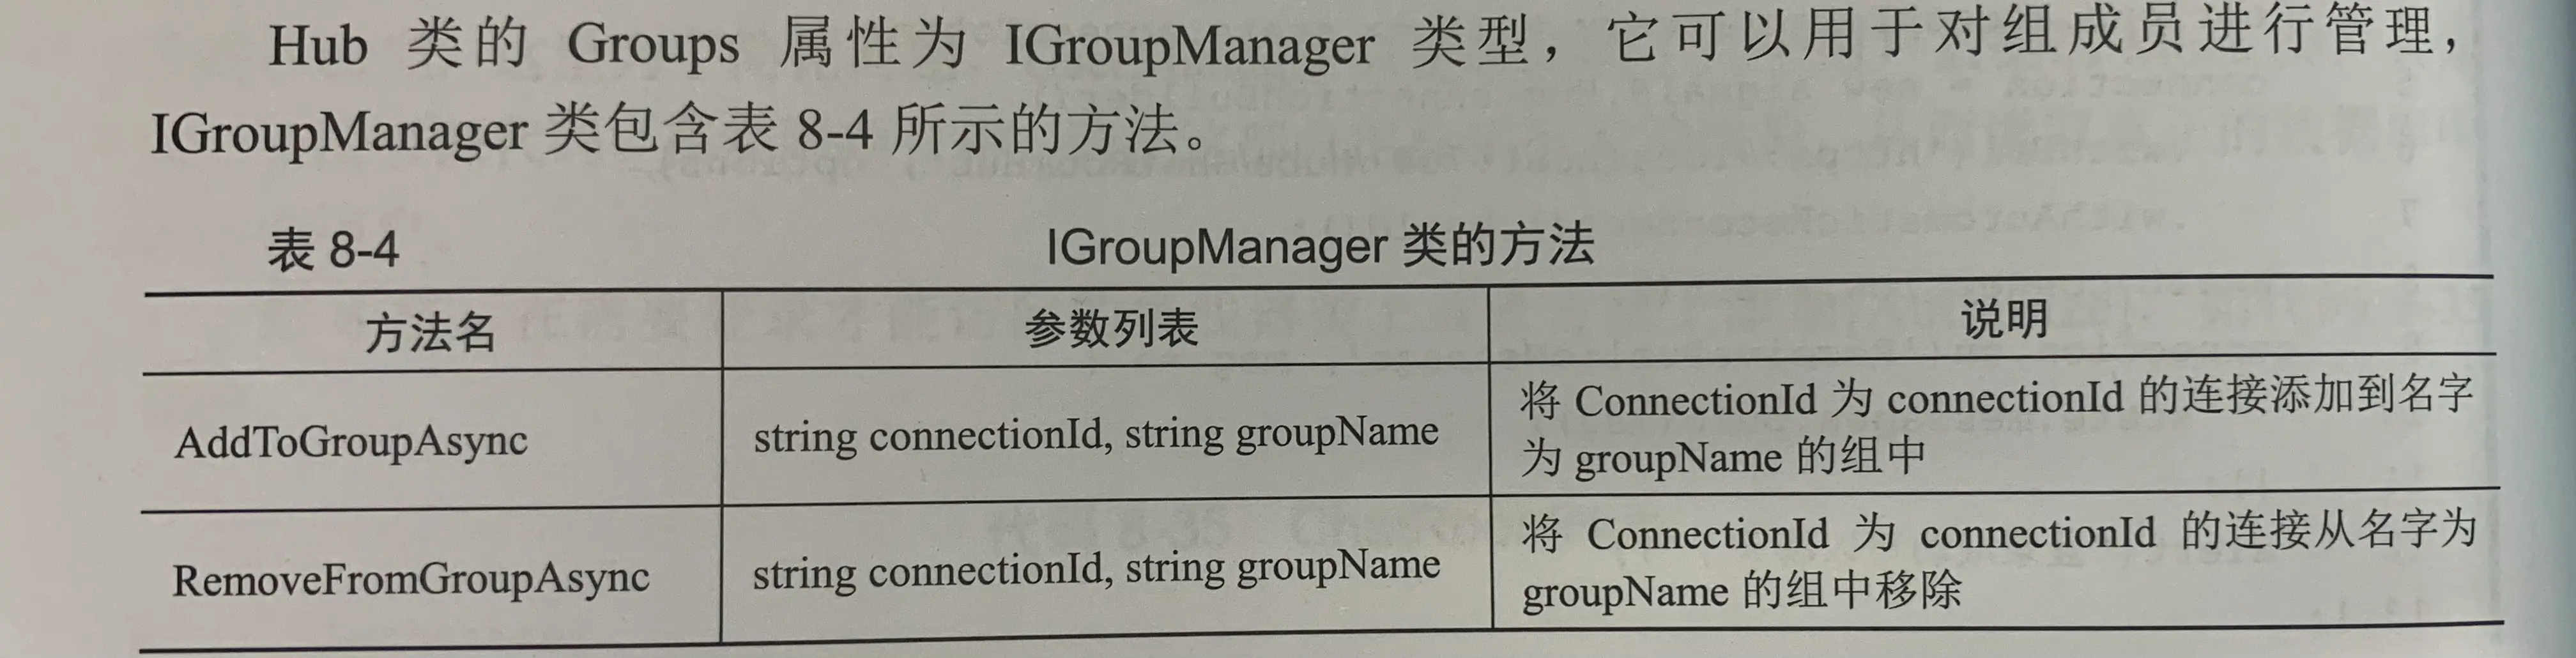 Hub 类的 Groups 属性为 IGroupManager 类型，它可以用于对组成员进行管理，
IGroupManager 类包含表 8-4 所示的方法。
表 8-4 IGroupManager 类的方法
方法名 参数列表 说明
AddToGroupAsync string connectionId, string groupName 将 ConnectionId 为 connectionId 的连接添加到名字
为 groupName 的组中
RemoveFromGroupAsync string connectionId, string groupName 将 ConnectionId 为 connectionId 的连接从名字为
groupName 的组中移除